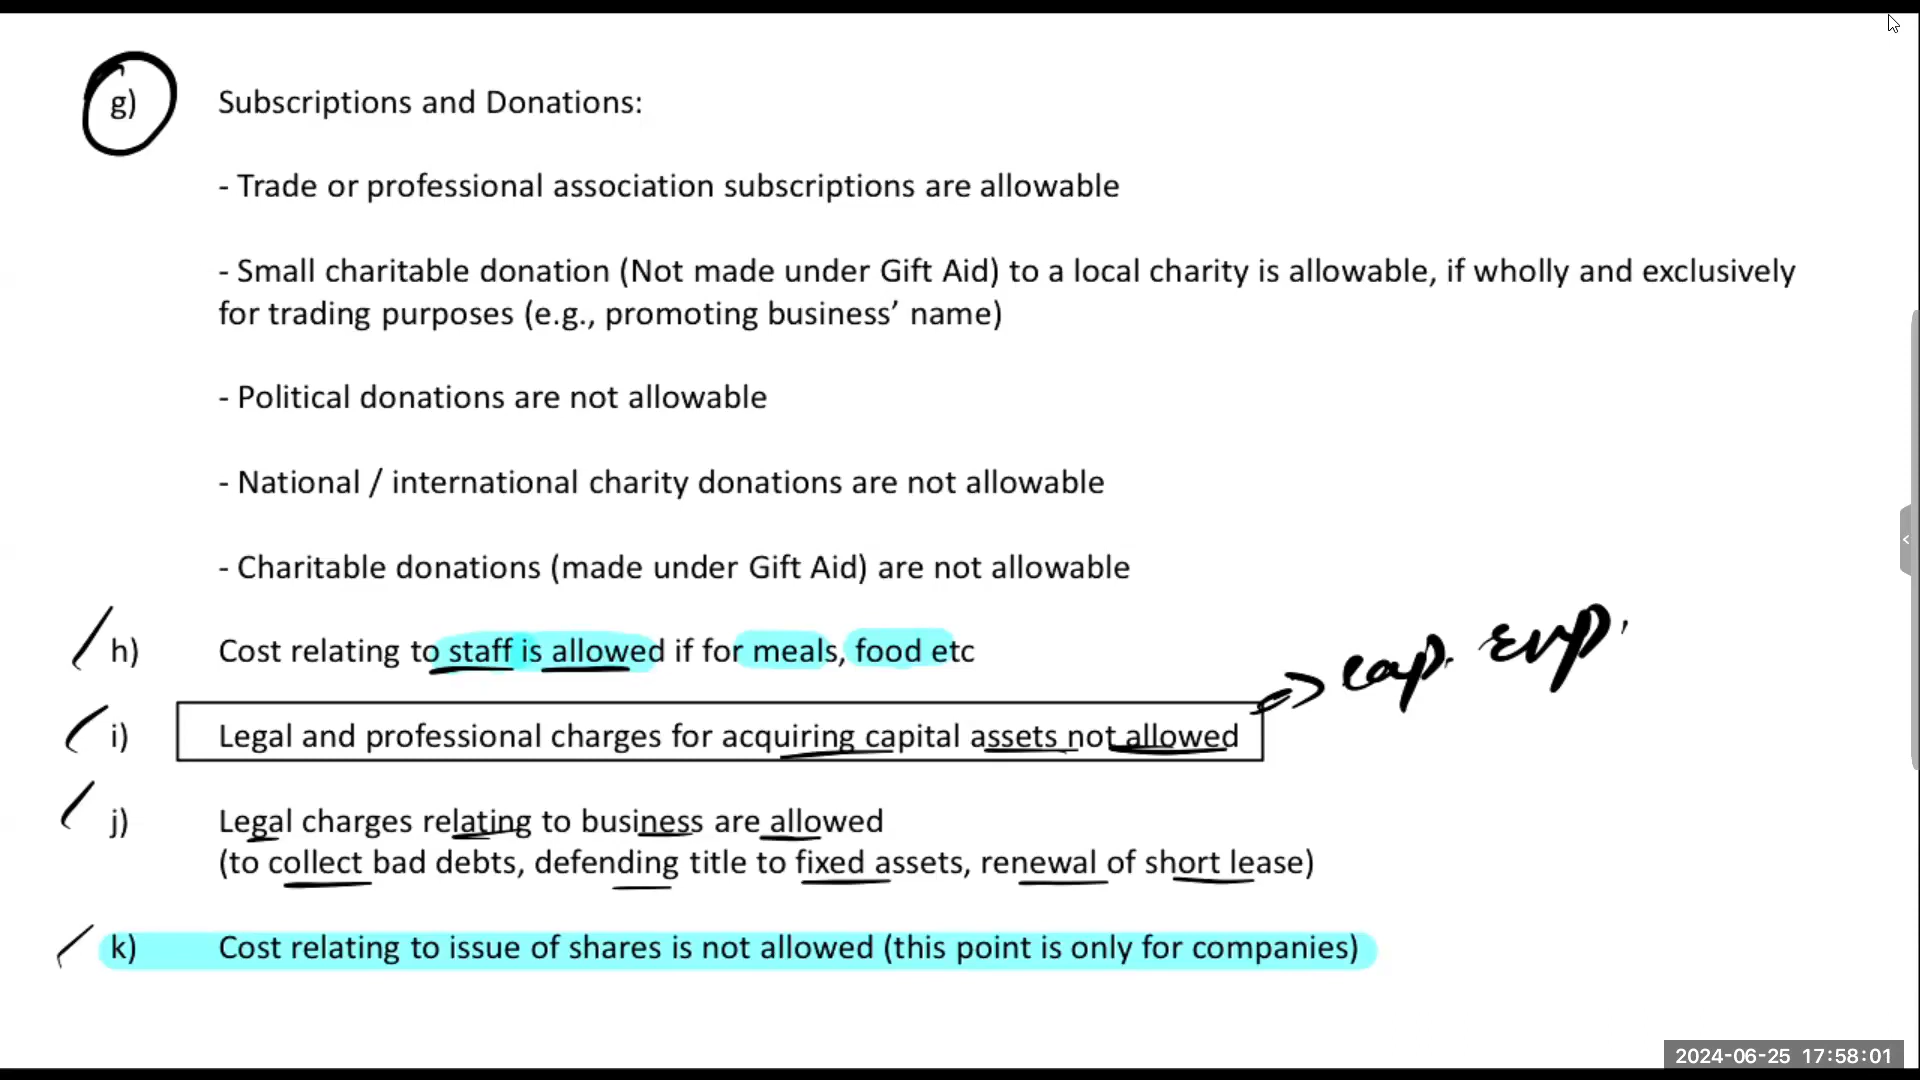 g) Subscriptions and Donations:
- Trade or professional association subscriptions are allowable
- Small charitable donation (Not made under Gift Aid) to a local charity is allowable, if wholly and exclusively
for trading purposes (e.g., promoting business’ name)
- Political donations are not allowable
- National / international charity donations are not allowable
- Charitable donations (made under Gift Aid) are not allowable
h) Cost relating to staff is allowed if for meals, food etc
cap. exp.
i) Legal and professional charges for acquiring capital assets not allowed
j) Legal charges relating to business are allowed
(to collect bad debts, defending title to fixed assets, renewal of short lease)
k) Cost relating to issue of shares is not allowed (this point is only for companies)
2024-06-25 17:58:01